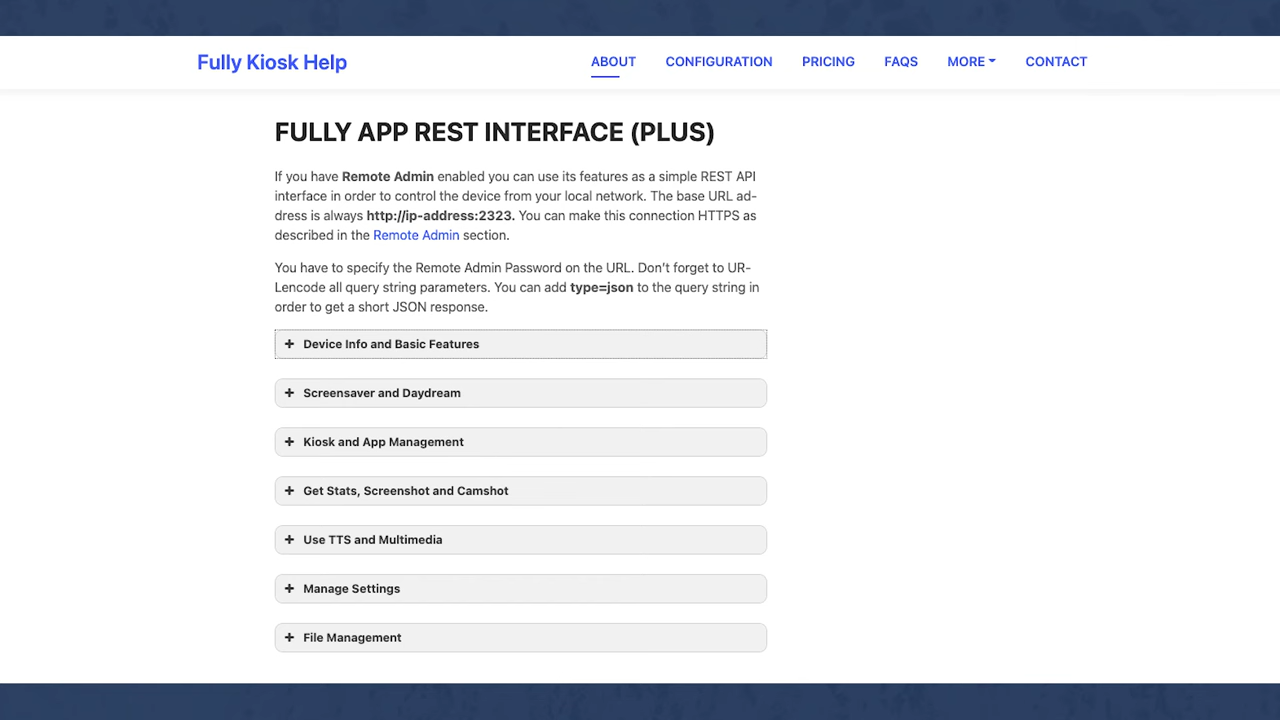 Fully Kiosk Help
ABOUT
CONFIGURATION
PRICING
FAQS
MORE
CONTACT
FULLY APP REST INTERFACE (PLUS)
If you have Remote Admin enabled you can use its features as a simple REST API
interface in order to control the device from your local network. The base URL ad-
dress is always http://ip-address:2323. You can make this connection HTTPS as
described in the Remote Admin section.
You have to specify the Remote Admin Password on the URL. Don't forget to UR-
Lencode all query string parameters. You can add type=json to the query string in
order to get a short JSON response.
+ Device Info and Basic Features
+ Screensaver and Daydream
+ Kiosk and App Management
+ Get Stats, Screenshot and Camshot
+ Use TTS and Multimedia
+ Manage Settings
+ File Management